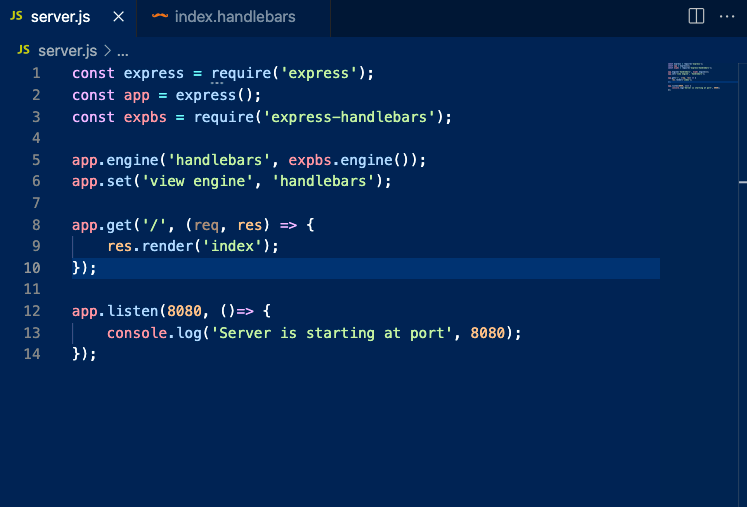 JS server.js × index.handlebars ...
JS server.js > ...
1 const express = require('express');
2 const app = express();
3 const expbs = require('express-handlebars');
4
5 app.engine('handlebars', expbs.engine());
6 app.set('view engine', 'handlebars');
7
8 app.get('/', (req, res) => {
9 res.render('index');
10 });
11
12 app.listen(8080, ()=> {
13 console.log('Server is starting at port', 8080);
14 });